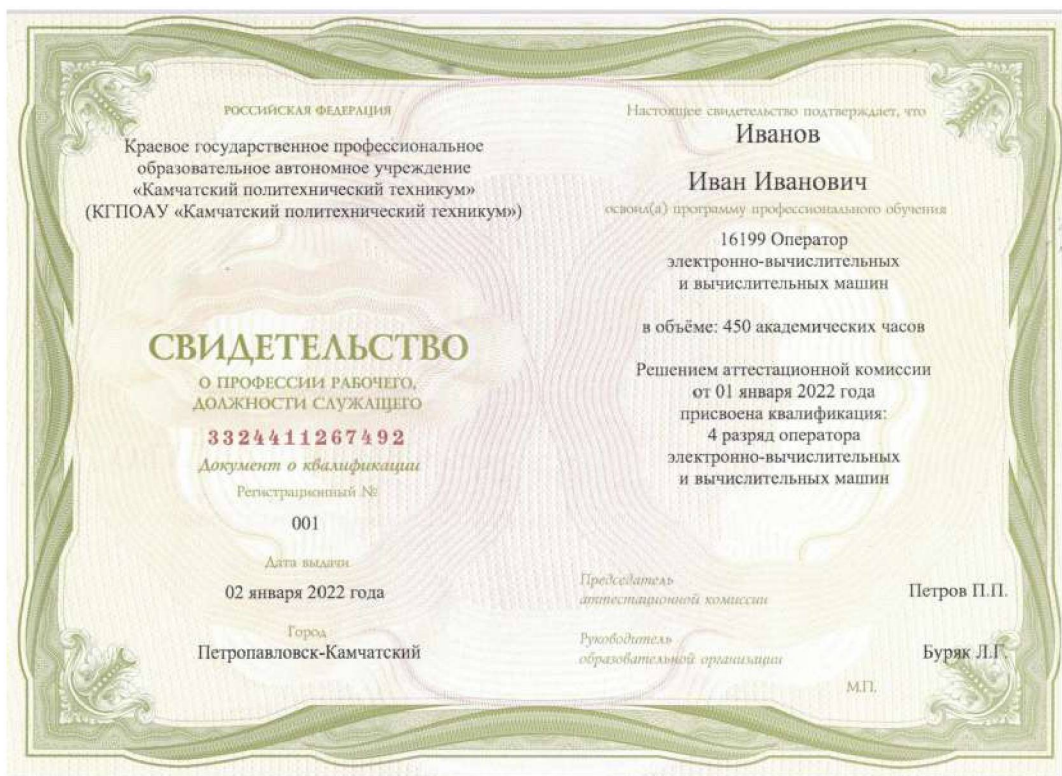 РОССИЙСКАЯ ФЕДЕРАЦИЯ
Краевое государственное профессиональное
образовательное автономное учреждение
«Камчатский политехнический техникум»
(КГПОАУ «Камчатский политехнический техникум»)
СВИДЕТЕЛЬСТВО
О ПРОФЕССИИ РАБОЧЕГО,
ДОЛЖНОСТИ СЛУЖАЩЕГО
3324411267492
Документ о квалификации
Регистрационный №
001
Дата выдачи
02 января 2022 года
Город
Петропавловск-Камчатский
Настоящее свидетельство подтверждает, что
Иванов
Иван Иванович
освоил(а) программу профессионального обучения
16199 Оператор
электронно-вычислительных
и вычислительных машин
в объёме: 450 академических часов
Решением аттестационной комиссии
от 01 января 2022 года
присвоена квалификация:
4 разряд оператора
электронно-вычислительных
и вычислительных машин
Председатель
аттестационной комиссии
Петров П.П.
Руководитель
образовательной организации
Буряк Л.Г.
М.П.